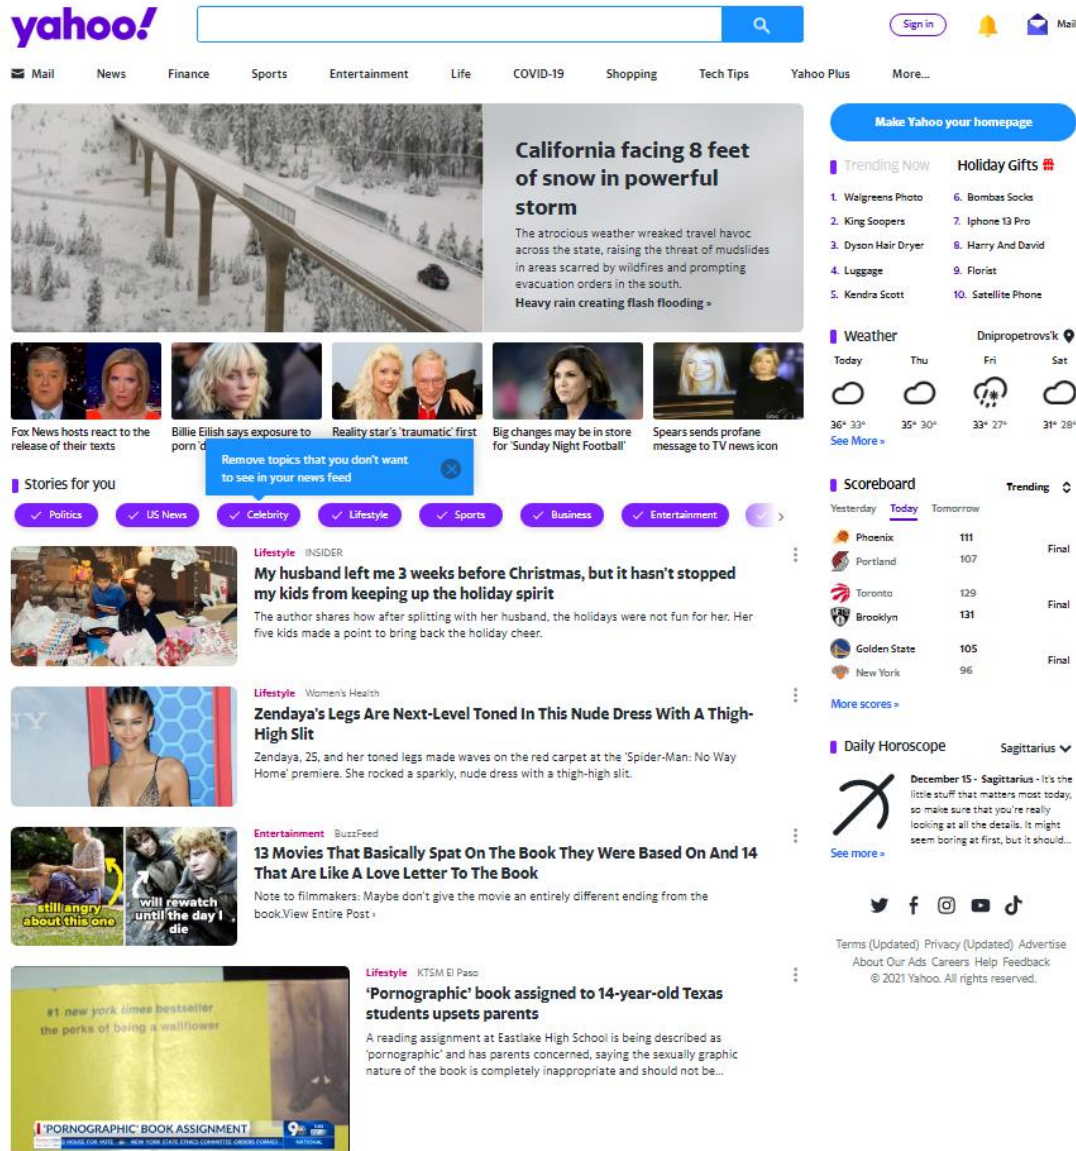 yahoo!
Sign in
Mail
Mail News Finance Sports Entertainment Life COVID-19 Shopping Tech Tips Yahoo Plus More...
California facing 8 feet
of snow in powerful
storm
The atrocious weather wreaked travel havoc
across the state, raising the threat of mudslides
in areas scarred by wildfires and prompting
evacuation orders in the south.
Heavy rain creating flash flooding »
Fox News hosts react to the
release of their texts
Billie Eilish says exposure to
porn 'd
Reality star's 'traumatic' first
Big changes may be in store
for 'Sunday Night Football'
Spears sends profane
message to TV news icon
Remove topics that you don't want
to see in your news feed
Stories for you
Politics US News Celebrity Lifestyle Sports Business Entertainment
Lifestyle INSIDER
My husband left me 3 weeks before Christmas, but it hasn't stopped
my kids from keeping up the holiday spirit
The author shares how after splitting with her husband, the holidays were not fun for her. Her
five kids made a point to bring back the holiday cheer.
Lifestyle Women's Health
Zendaya's Legs Are Next-Level Toned In This Nude Dress With A Thigh-
High Slit
Zendaya, 25, and her toned legs made waves on the red carpet at the 'Spider-Man: No Way
Home' premiere. She rocked a sparkly, nude dress with a thigh-high slit.
NY
still angry
about this one
will rewatch
until the day I
die
Entertainment BuzzFeed
13 Movies That Basically Spat On The Book They Were Based On And 14
That Are Like A Love Letter To The Book
Note to filmmakers: Maybe don't give the movie an entirely different ending from the
book.View Entire Post ›
#1 new york times bestseller
the perks of being a wallflower
'PORNOGRAPHIC' BOOK ASSIGNMENT
9
HOUSE FOR VOTE NEW YORK STATE ETHICS COMMITTEE ORDERS FORMER
NATIONAL
Lifestyle KTSM El Paso
'Pornographic' book assigned to 14-year-old Texas
students upsets parents
A reading assignment at Eastlake High School is being described as
'pornographic' and has parents concerned, saying the sexually graphic
nature of the book is completely inappropriate and should not be...
Make Yahoo your homepage
Trending Now Holiday Gifts
1. Walgreens Photo 6. Bombas Socks
2. King Soopers 7. Iphone 13 Pro
3. Dyson Hair Dryer 8. Harry And David
4. Luggage 9. Florist
5. Kendra Scott 10. Satellite Phone
Weather Dnipropetrovs'k
Today Thu Fri Sat
36° 33° 35° 30° 33° 27° 31° 28°
See More »
Scoreboard Trending
Yesterday Today Tomorrow
Phoenix 111
Final
Portland 107
Toronto 129
Final
Brooklyn 131
Golden State 105
Final
New York 96
More scores »
Daily Horoscope Sagittarius
December 15 - Sagittarius - It's the
little stuff that matters most today,
so make sure that you're really
looking at all the details. It might
seem boring at first, but it should...
See more »
Terms (Updated) Privacy (Updated) Advertise
About Our Ads Careers Help Feedback
© 2021 Yahoo. All rights reserved.